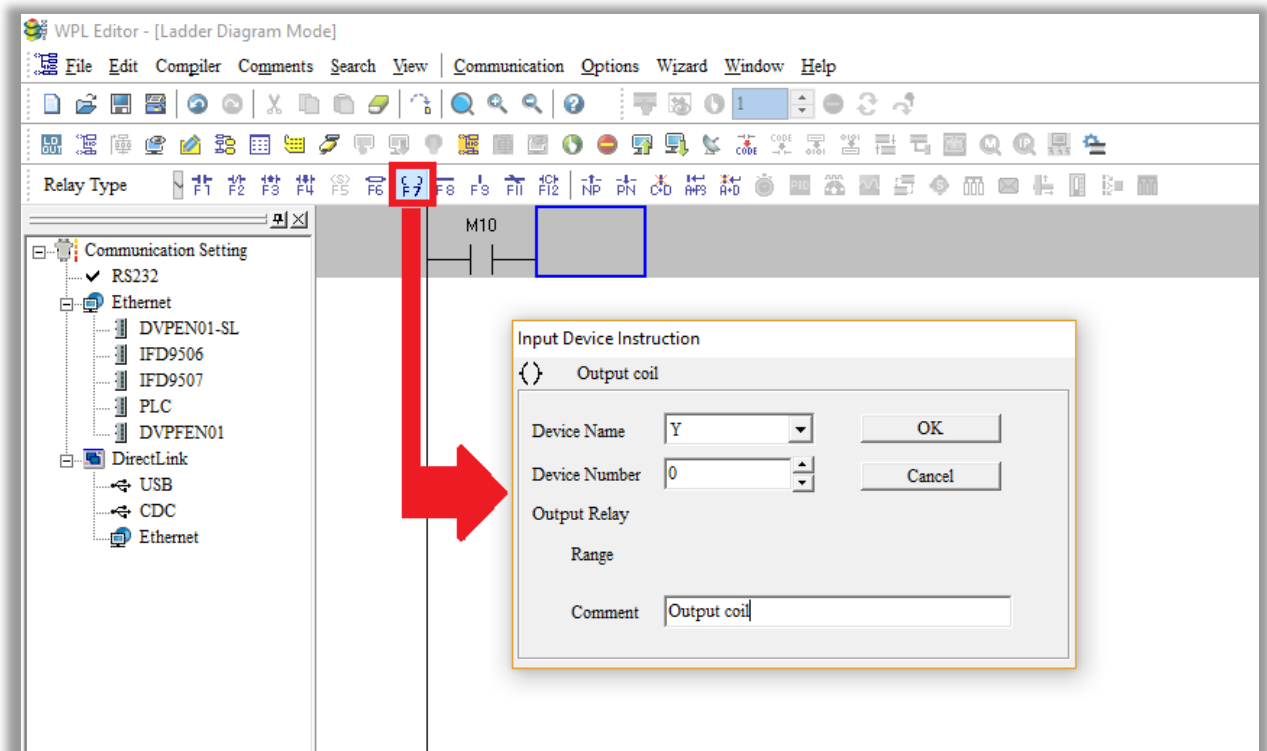 WPL Editor - [Ladder Diagram Mode]
File Edit Compiler Comments Search View Communication Options Wizard Window Help
1
Relay Type F1 F2 F3 F4 F5 F6 F7 F8 F9 F11 F12 NP PN
M10
Communication Setting
RS232
Ethernet
DVPEN01-SL
IFD9506
IFD9507
PLC
DVPFEN01
DirectLink
USB
CDC
Ethernet
Input Device Instruction
Output coil
Device Name Y OK
Device Number 0 Cancel
Output Relay
Range
Comment Output coil